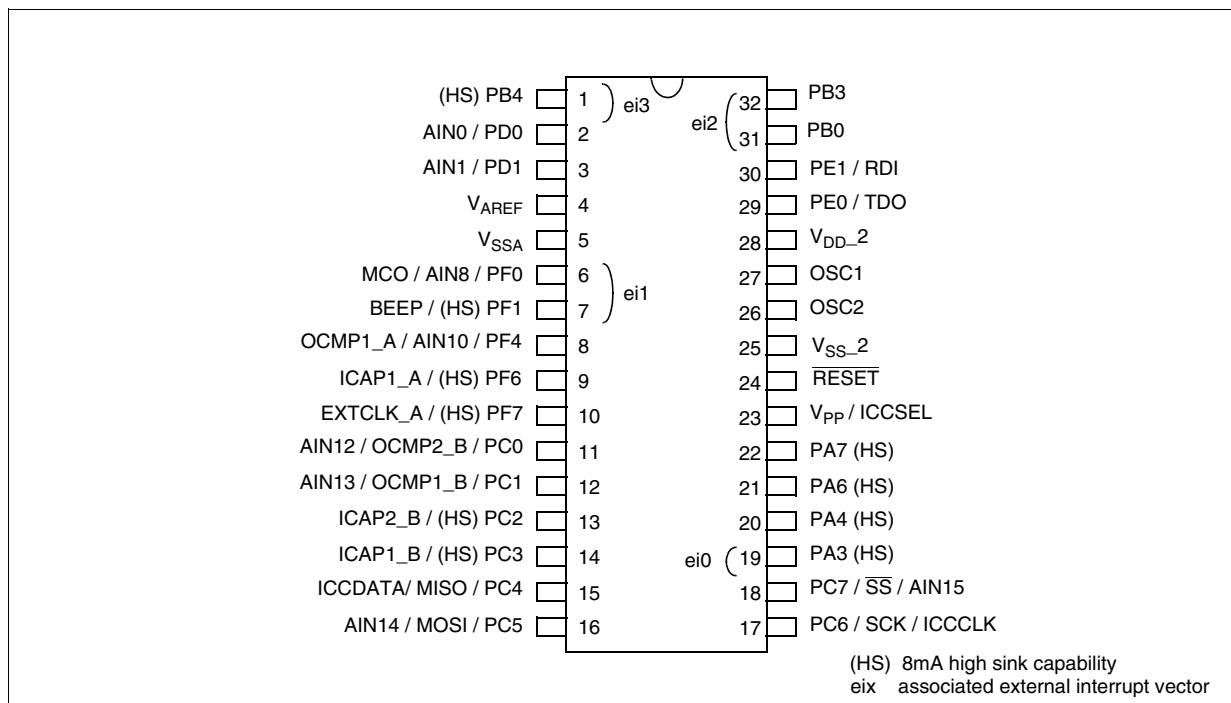 (HS) PB4 1 ei3 ei2 32 PB3
AIN0 / PD0 2 31 PB0
AIN1 / PD1 3 30 PE1 / RDI
VAREF 4 29 PE0 / TDO
VSSA 5 28 VDD_2
MCO / AIN8 / PF0 6 ei1 27 OSC1
BEEP / (HS) PF1 7 26 OSC2
OCMP1_A / AIN10 / PF4 8 25 VSS_2
ICAP1_A / (HS) PF6 9 24 RESET
EXTCLK_A / (HS) PF7 10 23 VPP / ICCSEL
AIN12 / OCMP2_B / PC0 11 22 PA7 (HS)
AIN13 / OCMP1_B / PC1 12 21 PA6 (HS)
ICAP2_B / (HS) PC2 13 20 PA4 (HS)
ICAP1_B / (HS) PC3 14 ei0 19 PA3 (HS)
ICCDATA/ MISO / PC4 15 18 PC7 / SS / AIN15
AIN14 / MOSI / PC5 16 17 PC6 / SCK / ICCCLK
(HS) 8mA high sink capability
eix associated external interrupt vector